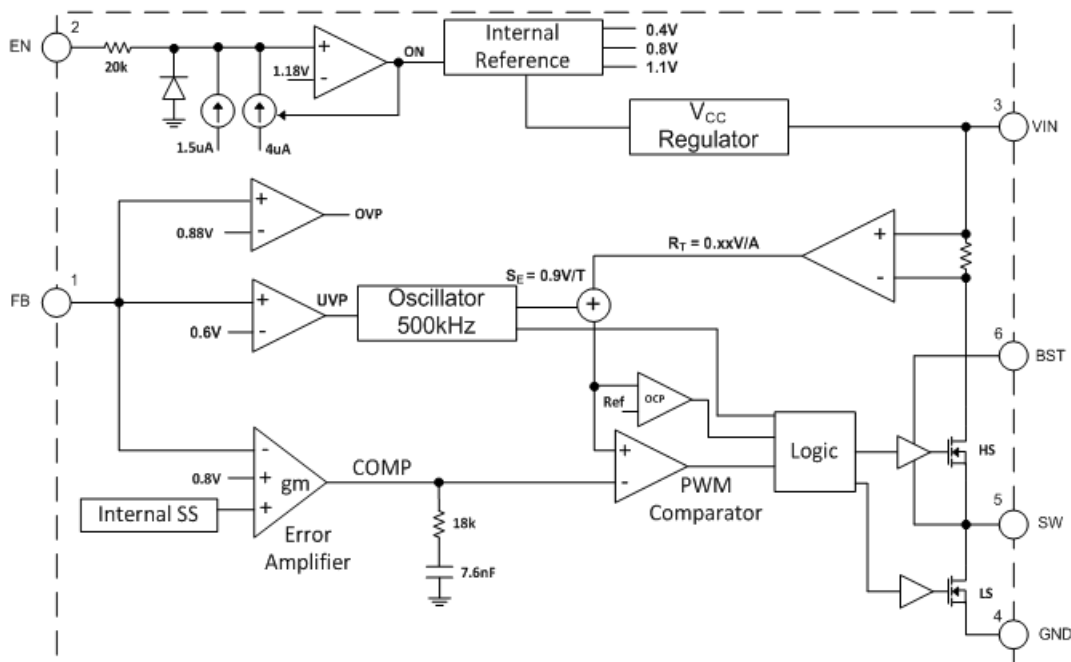 2
EN
20k
1.18V
1.5uA
4uA
ON
Internal
Reference
0.4V
0.8V
1.1V
V_CC
Regulator
3
VIN
0.88V
+
-
OVP
R_T = 0.xxV/A
+
-
1
FB
0.6V
+
-
UVP
Oscillator
500kHz
S_E = 0.9V/T
+
6
BST
Ref
OCP
Logic
HS
+
-
PWM
Comparator
COMP
0.8V
-
+
+
gm
Internal SS
Error
Amplifier
18k
7.6nF
5
SW
LS
4
GND
+
-